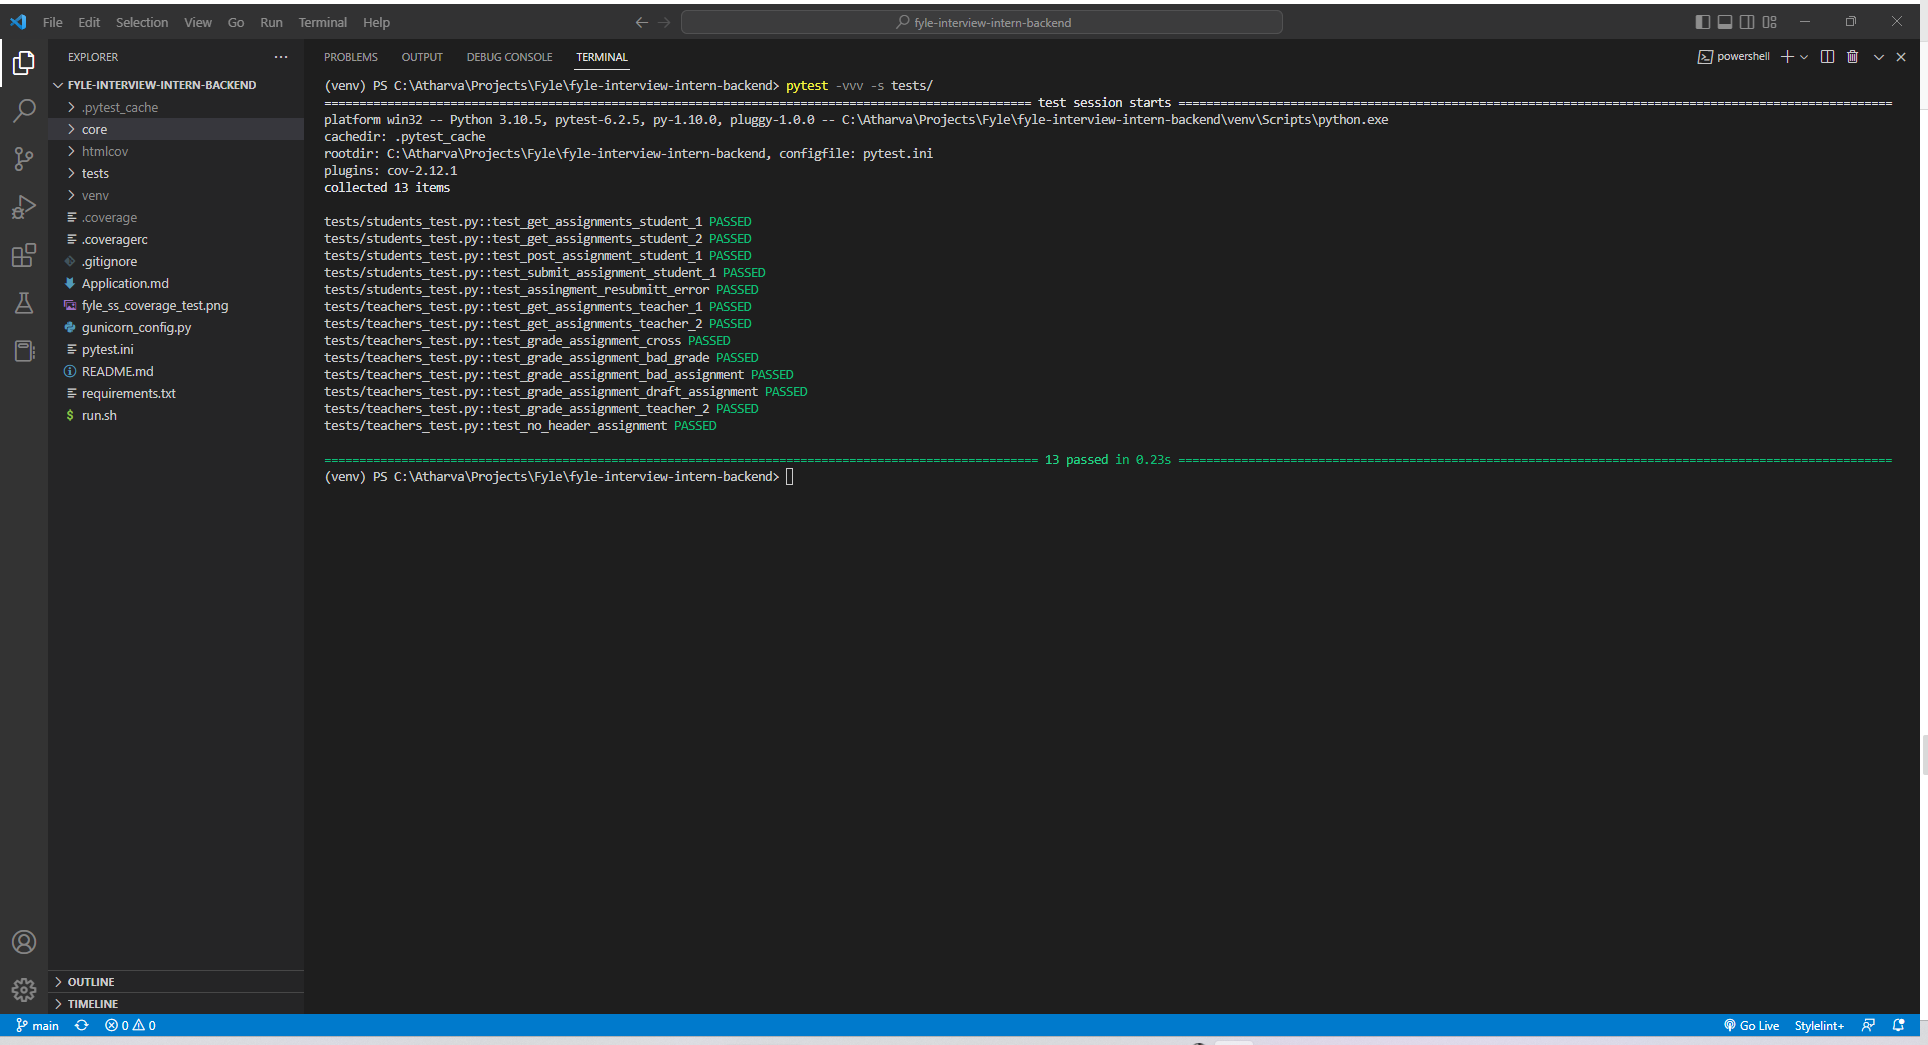 File Edit Selection View Go Run Terminal Help
fyle-interview-intern-backend
EXPLORER
FYLE-INTERVIEW-INTERN-BACKEND
.pytest_cache
core
htmlcov
tests
venv
.coverage
.coveragerc
.gitignore
Application.md
fyle_ss_coverage_test.png
gunicorn_config.py
pytest.ini
README.md
requirements.txt
$ run.sh
OUTLINE
TIMELINE
PROBLEMS OUTPUT DEBUG CONSOLE TERMINAL
powershell
(venv) PS C:\Atharva\Projects\Fyle\fyle-interview-intern-backend> pytest -vvv -s tests/
test session starts
platform win32 -- Python 3.10.5, pytest-6.2.5, py-1.10.0, pluggy-1.0.0 -- C:\Atharva\Projects\Fyle\fyle-interview-intern-backend\venv\Scripts\python.exe
cachedir: .pytest_cache
rootdir: C:\Atharva\Projects\Fyle\fyle-interview-intern-backend, configfile: pytest.ini
plugins: cov-2.12.1
collected 13 items
tests/students_test.py::test_get_assignments_student_1 PASSED
tests/students_test.py::test_get_assignments_student_2 PASSED
tests/students_test.py::test_post_assignment_student_1 PASSED
tests/students_test.py::test_submit_assignment_student_1 PASSED
tests/students_test.py::test_assingment_resubmitt_error PASSED
tests/teachers_test.py::test_get_assignments_teacher_1 PASSED
tests/teachers_test.py::test_get_assignments_teacher_2 PASSED
tests/teachers_test.py::test_grade_assignment_cross PASSED
tests/teachers_test.py::test_grade_assignment_bad_grade PASSED
tests/teachers_test.py::test_grade_assignment_bad_assignment PASSED
tests/teachers_test.py::test_grade_assignment_draft_assignment PASSED
tests/teachers_test.py::test_grade_assignment_teacher_2 PASSED
tests/teachers_test.py::test_no_header_assignment PASSED
13 passed in 0.23s
(venv) PS C:\Atharva\Projects\Fyle\fyle-interview-intern-backend>
main 0 0 Go Live Stylelint+